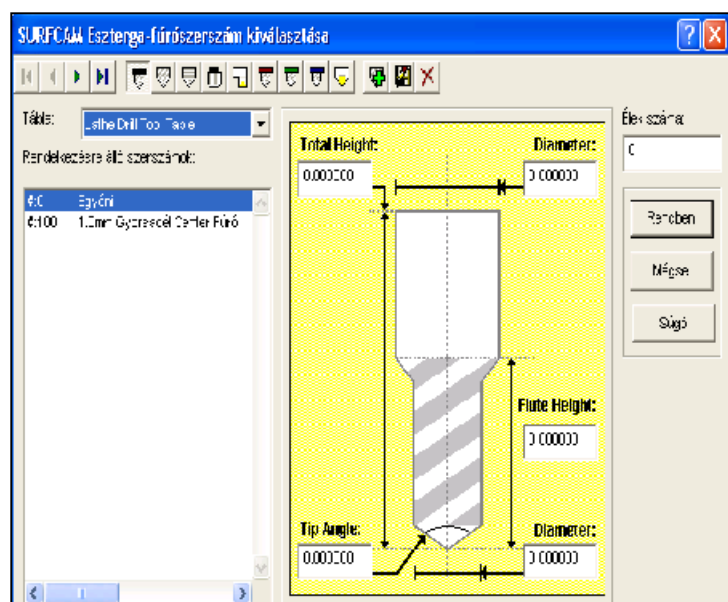 SURFCAM Eszterga-fúrószerszám kiválasztása
Tábla:
Lathe Drill Tool Table
Rendelkezésre álló szerszámok:
#:0 Egyéni
#:100 1.0mm Gyorsacél Center Fúró
Total Height:
0.000000
Diameter:
0.000000
Flute Height:
0.000000
Tip Angle:
0.000000
Diameter:
0.000000
Élek száma:
0
Rendben
Mégse
Súgó